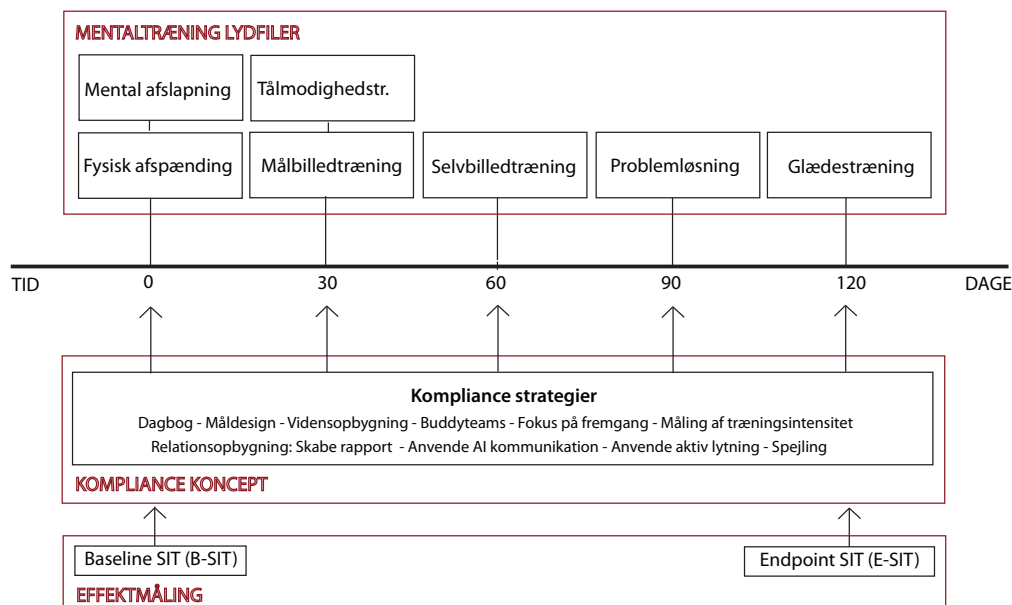 MENTALTRÆNING LYDFILER
Mental afslapning
Tålmodighedstr.
Fysisk afspænding
Målbilledtræning
Selvbilledtræning
Problemløsning
Glædestræning
TID
0
30
60
90
120
DAGE
Kompliance strategier
Dagbog - Måldesign - Vidensopbygning - Buddyteams - Fokus på fremgang - Måling af træningsintensitet
Relationsopbygning: Skabe rapport - Anvende AI kommunikation - Anvende aktiv lytning - Spejling
KOMPLIANCE KONCEPT
Baseline SIT (B-SIT)
Endpoint SIT (E-SIT)
EFFEKTMÅLING